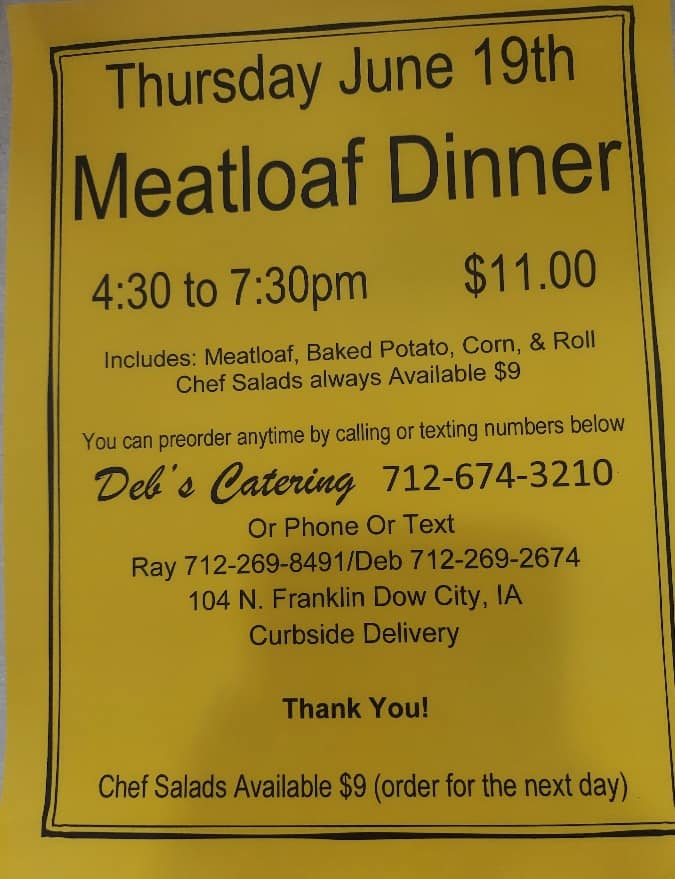 Thursday June 19th
Meatloaf Dinner
4:30 to 7:30pm $11.00
Includes: Meatloaf, Baked Potato, Corn, & Roll
Chef Salads always Available $9
You can preorder anytime by calling or texting numbers below
Deb's Catering 712-674-3210
Or Phone Or Text
Ray 712-269-8491/Deb 712-269-2674
104 N. Franklin Dow City, IA
Curbside Delivery
Thank You!
Chef Salads Available $9 (order for the next day)